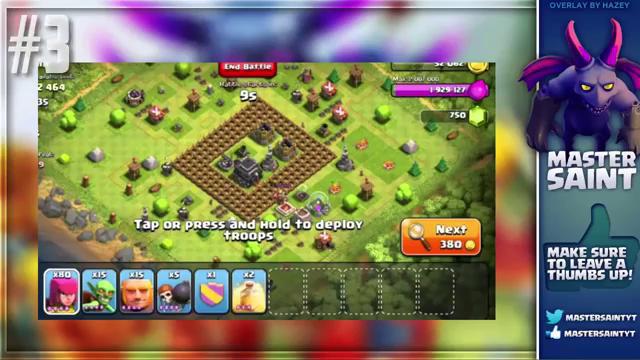 OVERLAY BY HAZEY
#3
End Battle
9s
1 929 127
750
Tap or press and hold to deploy
troops
Next
380
x80
x15
x15
x5
x1
x2
MASTER
SAINT
MAKE SURE
TO LEAVE A
THUMBS UP!
MASTERSAINTYT
MASTERSAINTYT